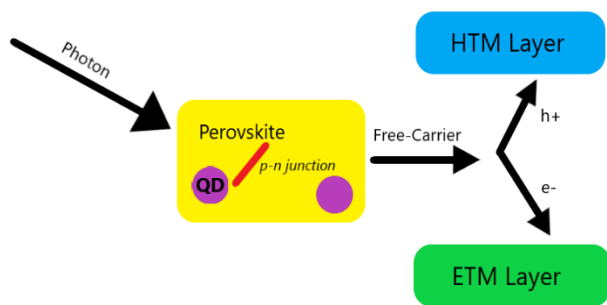 Photon
HTM Layer
Perovskite
Free-Carrier
h+
p-n junction
QD
e-
ETM Layer